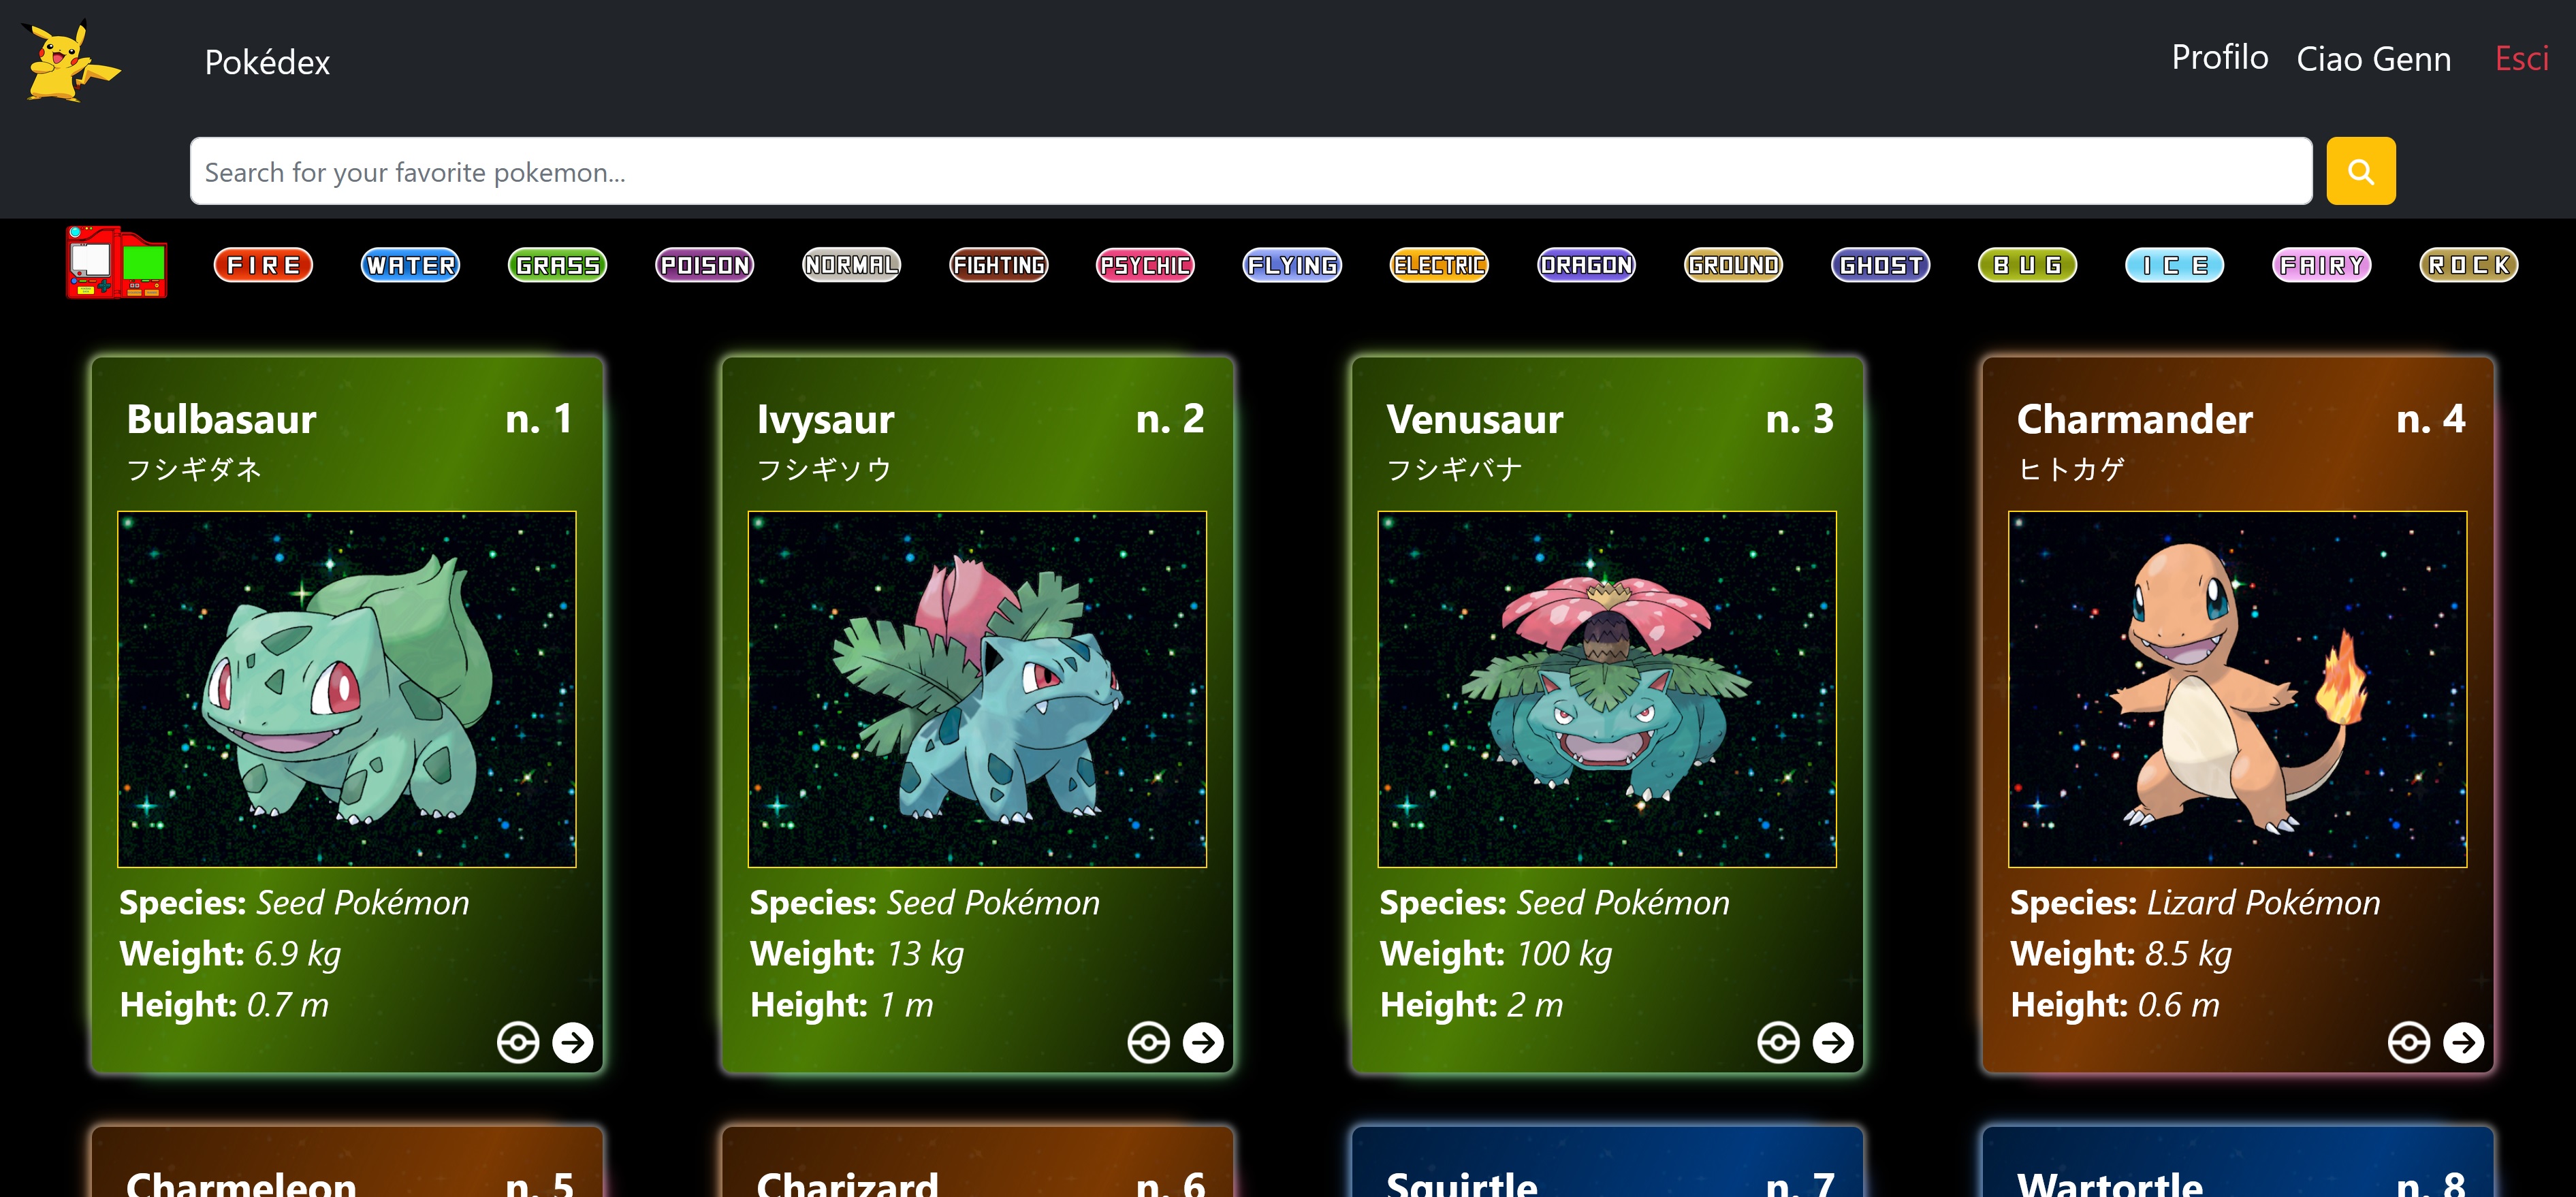 Pokédex Profilo Ciao Genn Esci
Search for your favorite pokemon...
FIRE WATER GRASS POISON NORMAL FIGHTING PSYCHIC FLYING ELECTRIC DRAGON GROUND GHOST BUG ICE FAIRY ROCK
Bulbasaur n. 1
フシギダネ
Species: Seed Pokémon
Weight: 6.9 kg
Height: 0.7 m
Ivysaur n. 2
フシギソウ
Species: Seed Pokémon
Weight: 13 kg
Height: 1 m
Venusaur n. 3
フシギバナ
Species: Seed Pokémon
Weight: 100 kg
Height: 2 m
Charmander n. 4
ヒトカゲ
Species: Lizard Pokémon
Weight: 8.5 kg
Height: 0.6 m
Charmeleon n. 5
Charizard n. 6
Squirtle n. 7
Wartortle n. 8